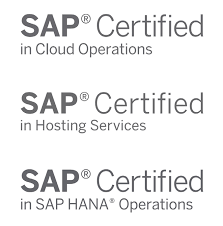 SAP® Certified
in Cloud Operations
SAP® Certified
in Hosting Services
SAP® Certified
in SAP HANA® Operations